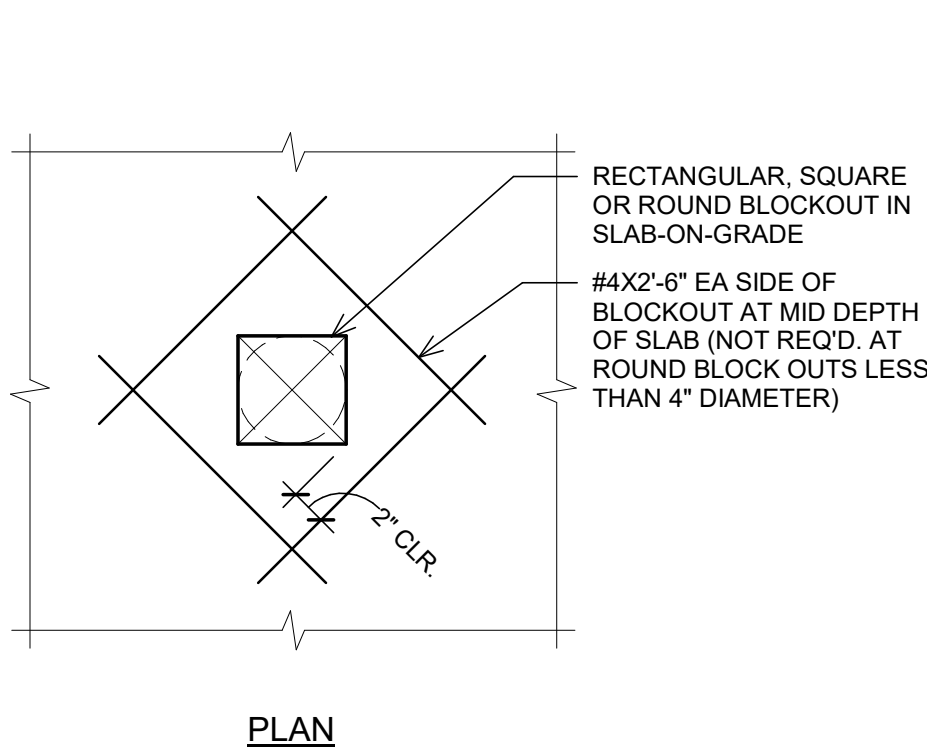 RECTANGULAR, SQUARE
OR ROUND BLOCKOUT IN
SLAB-ON-GRADE
#4X2'-6" EA SIDE OF
BLOCKOUT AT MID DEPTH
OF SLAB (NOT REQ'D. AT
ROUND BLOCK OUTS LESS
THAN 4" DIAMETER)
2" CLR.
PLAN